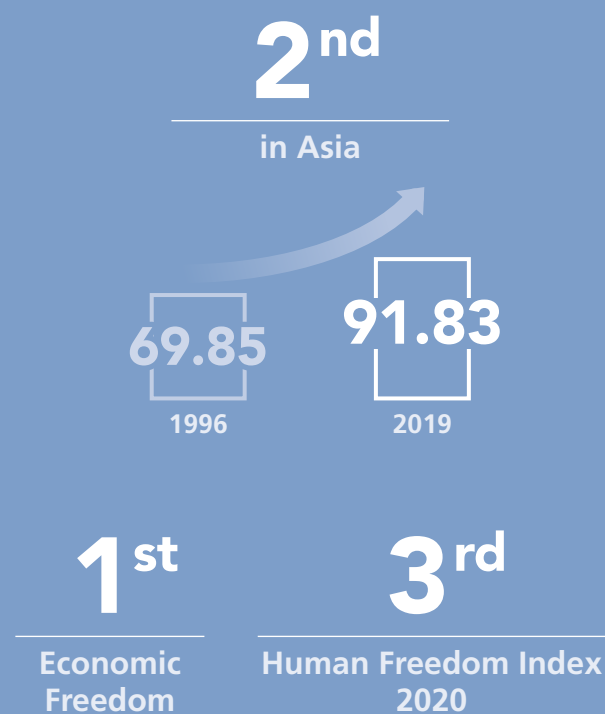 2nd
in Asia
69.85
91.83
1996
2019
1st
Economic
Freedom
3rd
Human Freedom Index
2020